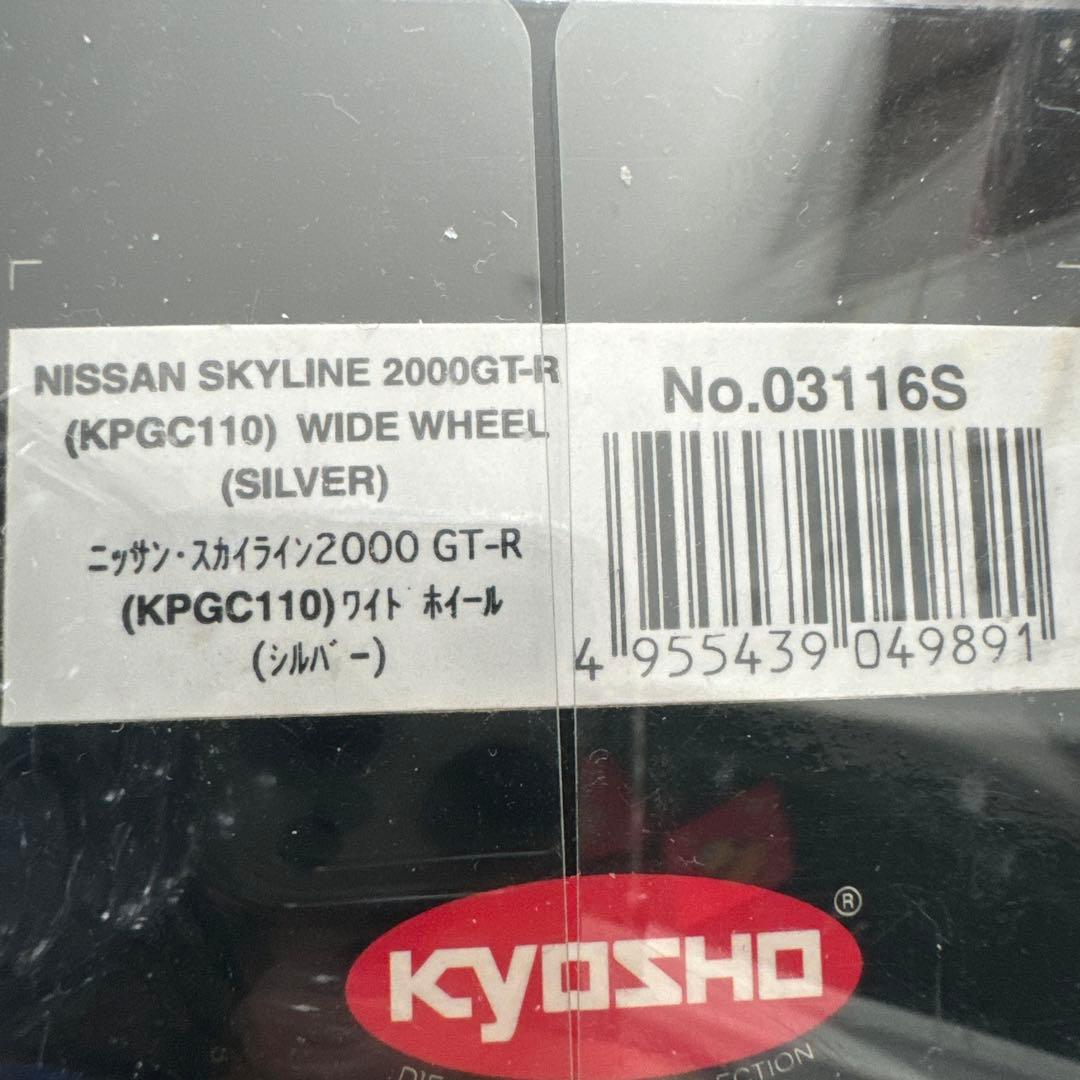 NISSAN SKYLINE 2000GT-R
(KPGC110) WIDE WHEEL
(SILVER)
ニッサン・スカイライン2000 GT-R
(KPGC110)ワイト ホイール
(シルバー)
No.03116S
4 955439 049891
KYOSHO ®